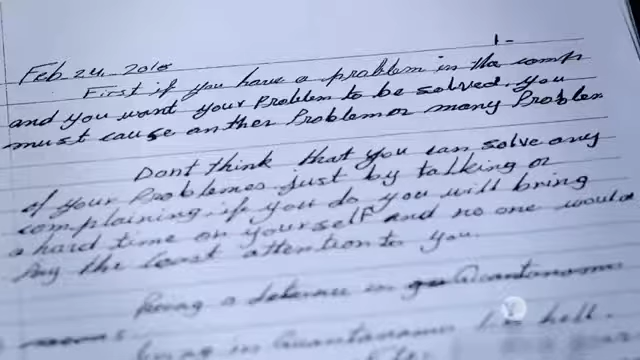 1-
Feb 24, 2010
First if you have a problem in the camp
and you want your Problem to be solved, you
must cause another Problem or many Problem
Dont think that you can solve any
of your Problemes just by talking or
complaining, if you do you will bring
a hard time on yourself and no one would
pay the least attention to you.
Being a detainee in Guantanamo
being in Guantanamo is hell.